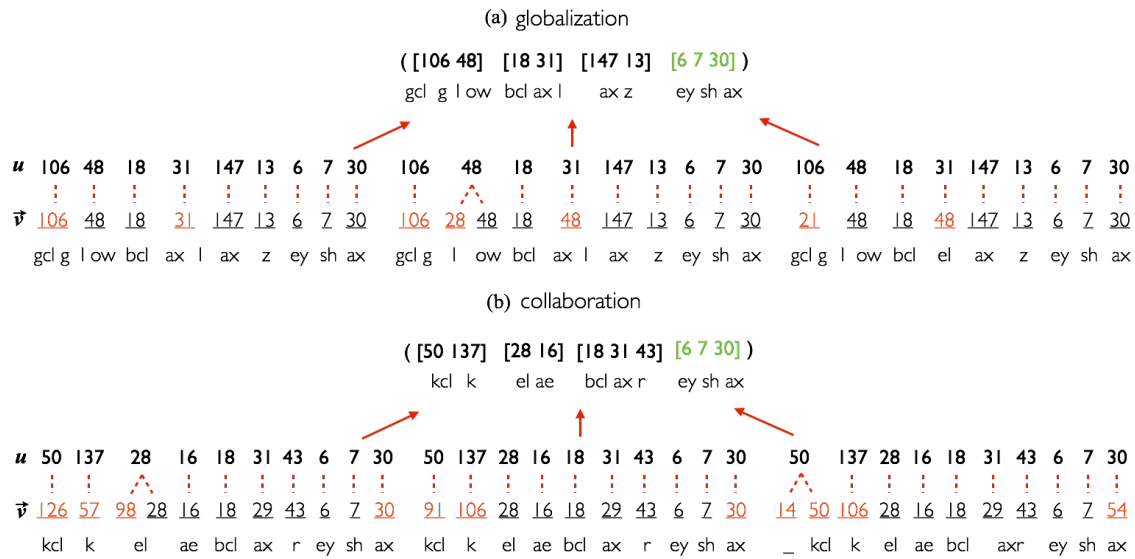 (a) globalization
( [106 48] [18 31] [147 13] [6 7 30] )
gcl g l ow bcl ax l ax z ey sh ax
u 106 48 18 31 147 13 6 7 30 106 48 18 31 147 13 6 7 30 106 48 18 31 147 13 6 7 30
v⃗ 106 48 18 31 147 13 6 7 30 106 28 48 18 48 147 13 6 7 30 21 48 18 48 147 13 6 7 30
gcl g l ow bcl ax l ax z ey sh ax gcl g l ow bcl ax l ax z ey sh ax gcl g l ow bcl el ax z ey sh ax
(b) collaboration
( [50 137] [28 16] [18 31 43] [6 7 30] )
kcl k el ae bcl ax r ey sh ax
u 50 137 28 16 18 31 43 6 7 30 50 137 28 16 18 31 43 6 7 30 50 137 28 16 18 31 43 6 7 30
v⃗ 126 57 98 28 16 18 29 43 6 7 30 91 106 28 16 18 29 43 6 7 30 14 50 106 28 16 18 29 43 6 7 54
kcl k el ae bcl ax r ey sh ax kcl k el ae bcl ax r ey sh ax _ kcl k el ae bcl axr ey sh ax